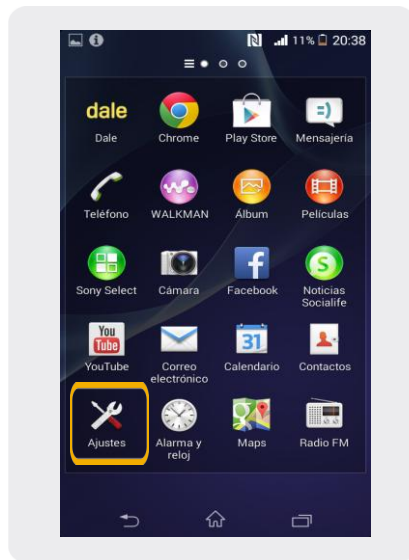 11% 20:38
dale
=)
Dale
Chrome
Play Store
Mensajería
Teléfono
WALKMAN
Álbum
Películas
f
S
Sony Select
Cámara
Facebook
Noticias
Socialife
You
Tube
31
YouTube
Correo
electrónico
Calendario
Contactos
Ajustes
Alarma y
reloj
Maps
Radio FM